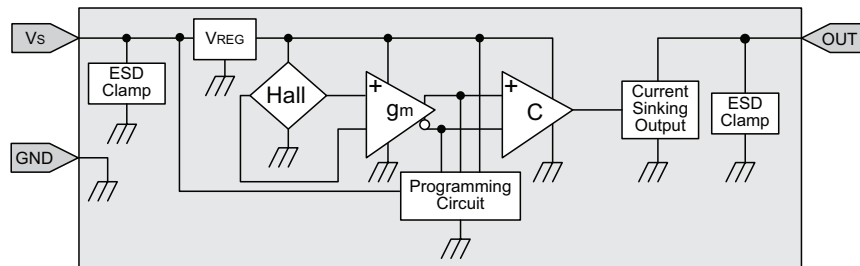 Vs
VREG
OUT
ESD
Clamp
Hall
+
gm
+
C
Current
Sinking
Output
ESD
Clamp
GND
Programming
Circuit